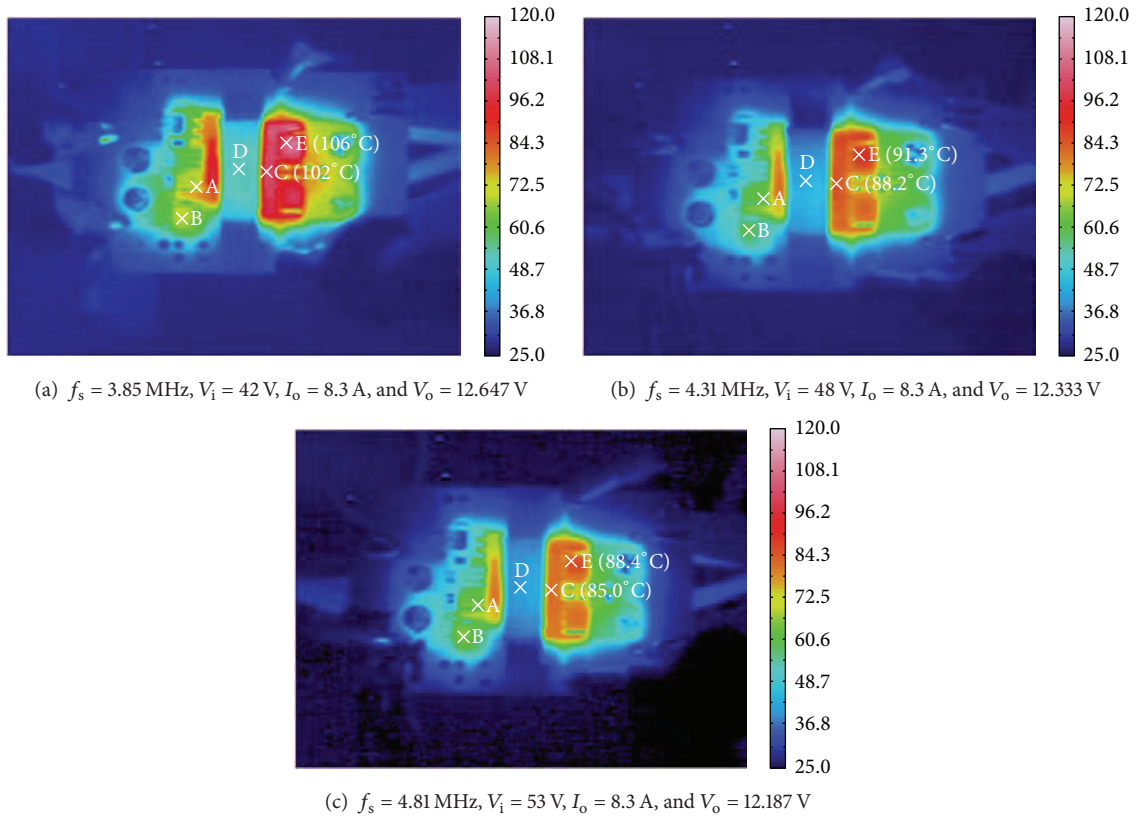 120.0
108.1
96.2
84.3
72.5
60.6
48.7
36.8
25.0
E (106°C)
D
C (102°C)
A
B
(a) fs = 3.85 MHz, Vi = 42 V, Io = 8.3 A, and Vo = 12.647 V
120.0
108.1
96.2
84.3
72.5
60.6
48.7
36.8
25.0
E (91.3°C)
D
C (88.2°C)
A
B
(b) fs = 4.31 MHz, Vi = 48 V, Io = 8.3 A, and Vo = 12.333 V
120.0
108.1
96.2
84.3
72.5
60.6
48.7
36.8
25.0
E (88.4°C)
D
C (85.0°C)
A
B
(c) fs = 4.81 MHz, Vi = 53 V, Io = 8.3 A, and Vo = 12.187 V